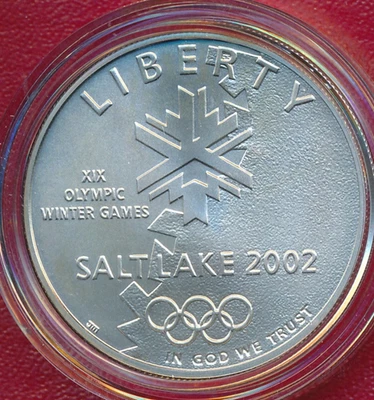 LIBERTY
XIX
OLYMPIC
WINTER GAMES
SALT LAKE 2002
IN GOD WE TRUST